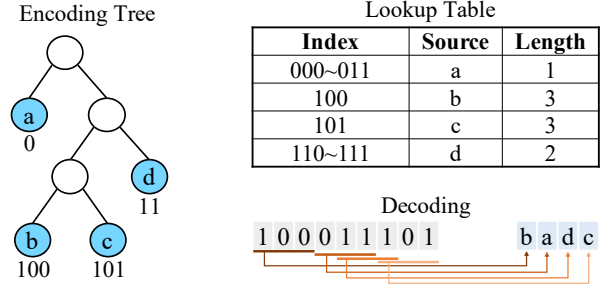 Encoding Tree
a
0
d
11
b
c
100
101
Lookup Table
Index Source Length
000~011 a 1
100 b 3
101 c 3
110~111 d 2
Decoding
1 0 0 0 1 1 1 0 1 b a d c